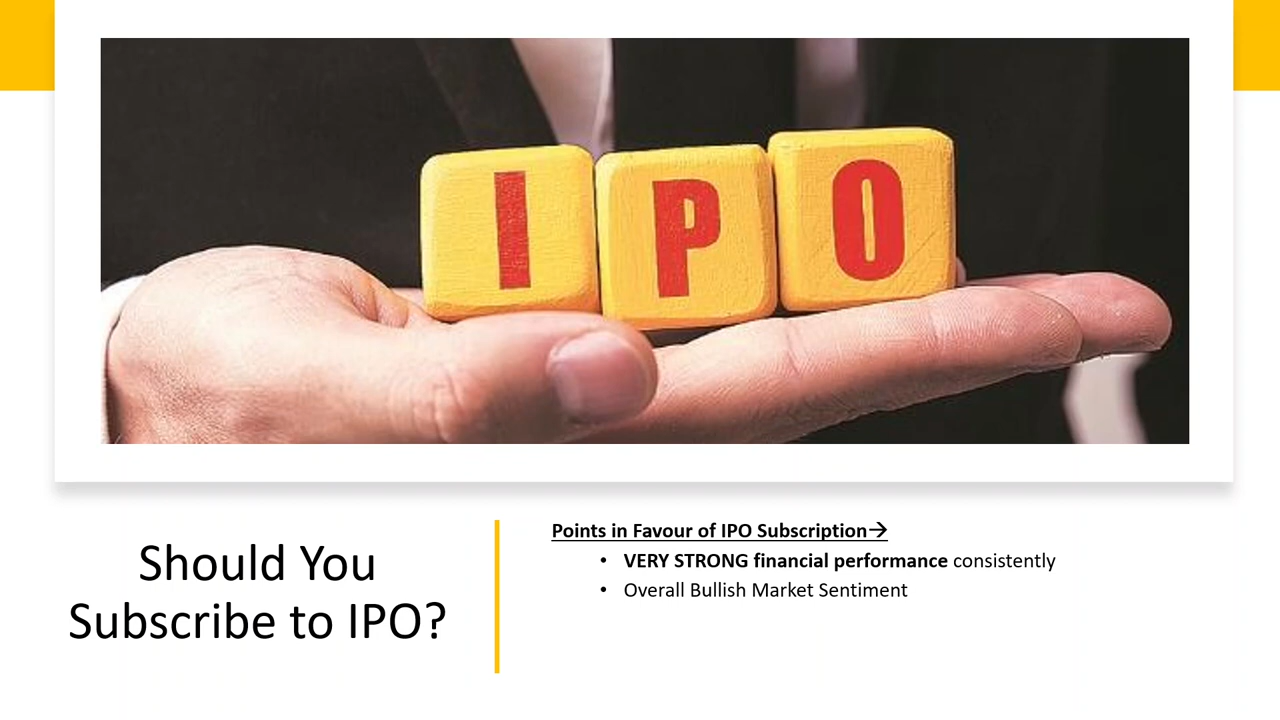 IPO
Should You
Subscribe to IPO?
Points in Favour of IPO Subscription→
• VERY STRONG financial performance consistently
• Overall Bullish Market Sentiment